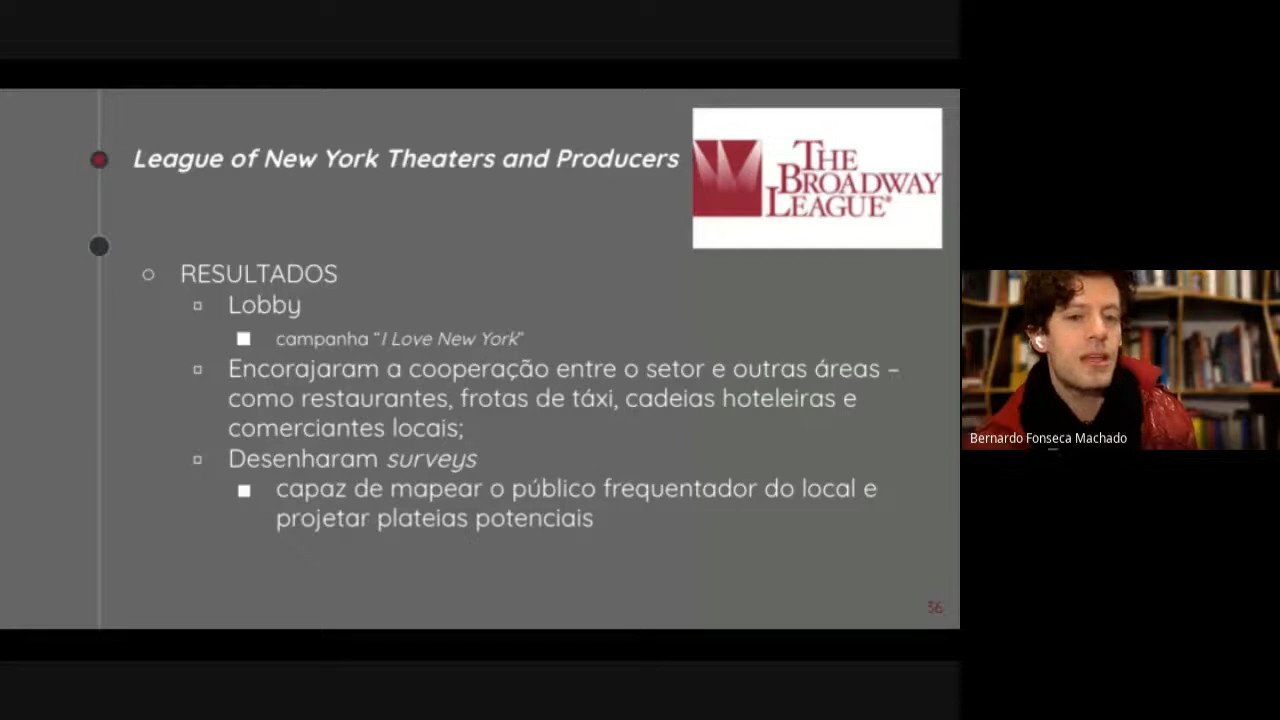 League of New York Theaters and Producers
THE
BROADWAY
LEAGUE®
RESULTADOS
Lobby
campanha “I Love New York”
Encorajaram a cooperação entre o setor e outras áreas –
como restaurantes, frotas de táxi, cadeias hoteleiras e
comerciantes locais;
Desenharam surveys
capaz de mapear o público frequentador do local e
projetar plateias potenciais
36
Bernardo Fonseca Machado